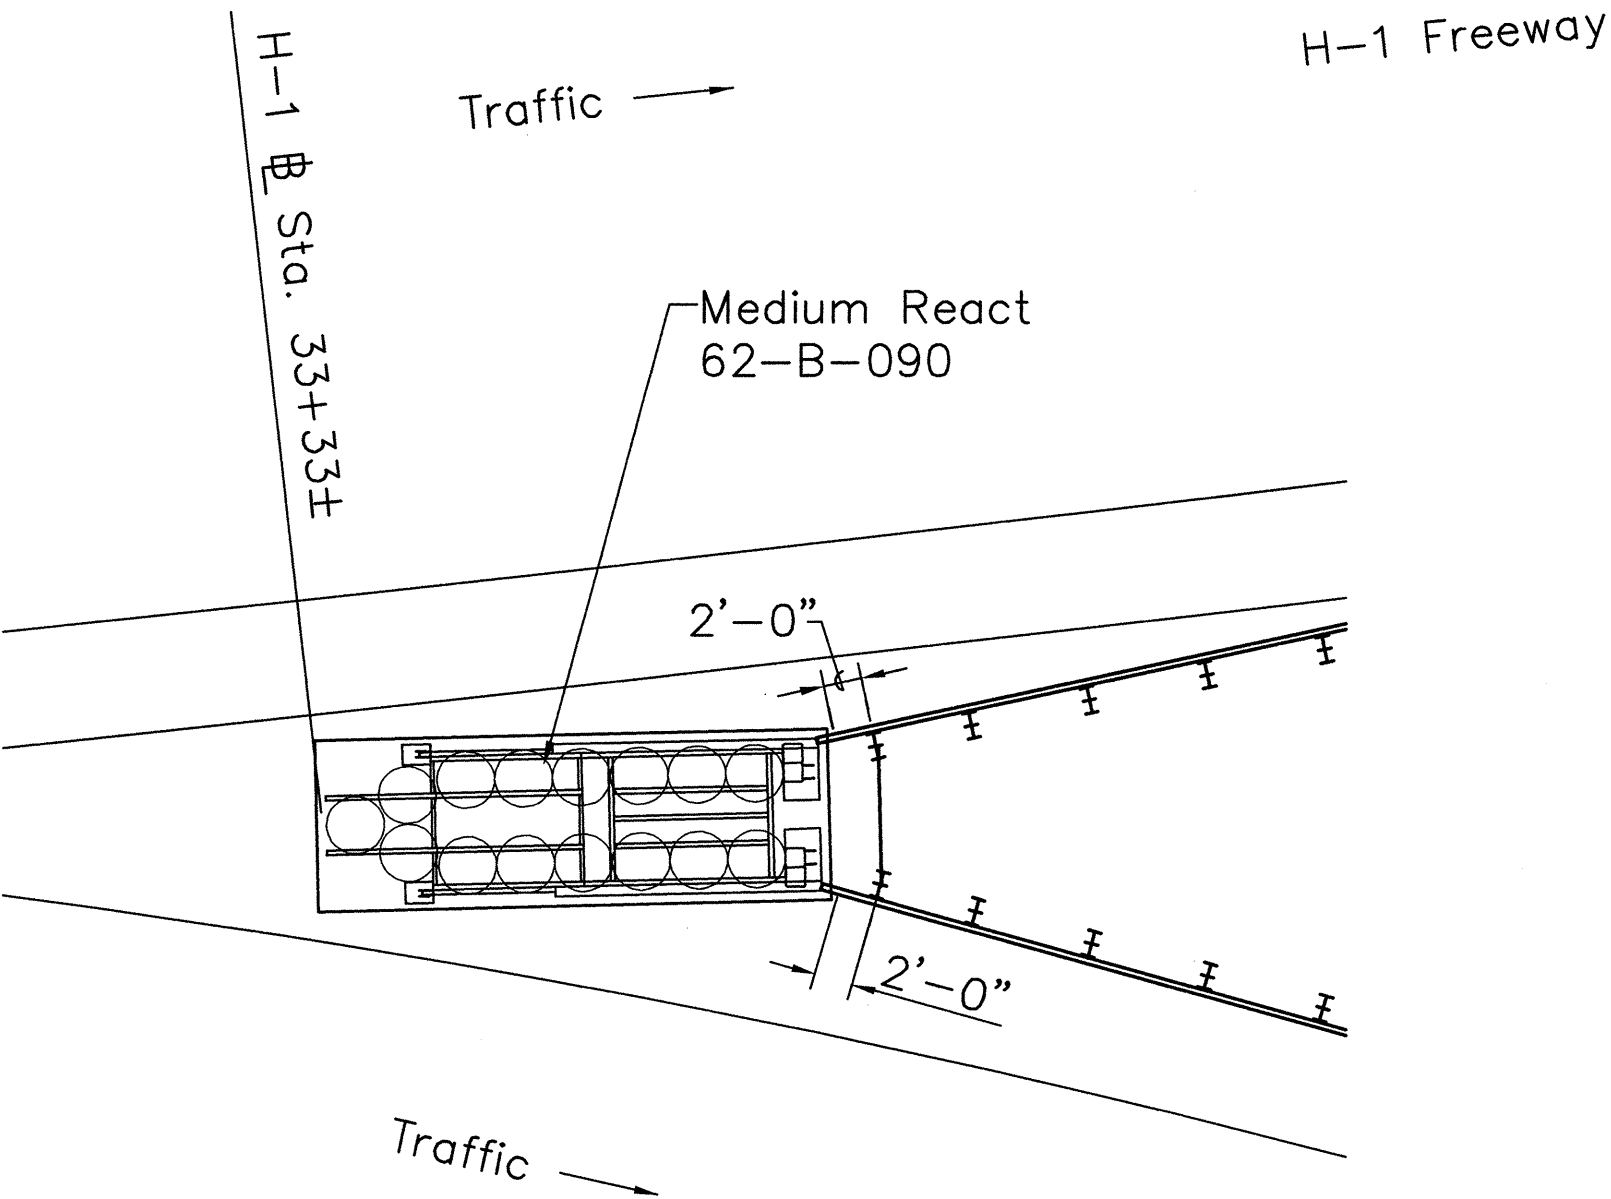 H-1 Freeway
Traffic
H-1 ⅊ Sta. 33+33±
Medium React
62-B-090
2'-0"
2'-0"
Traffic